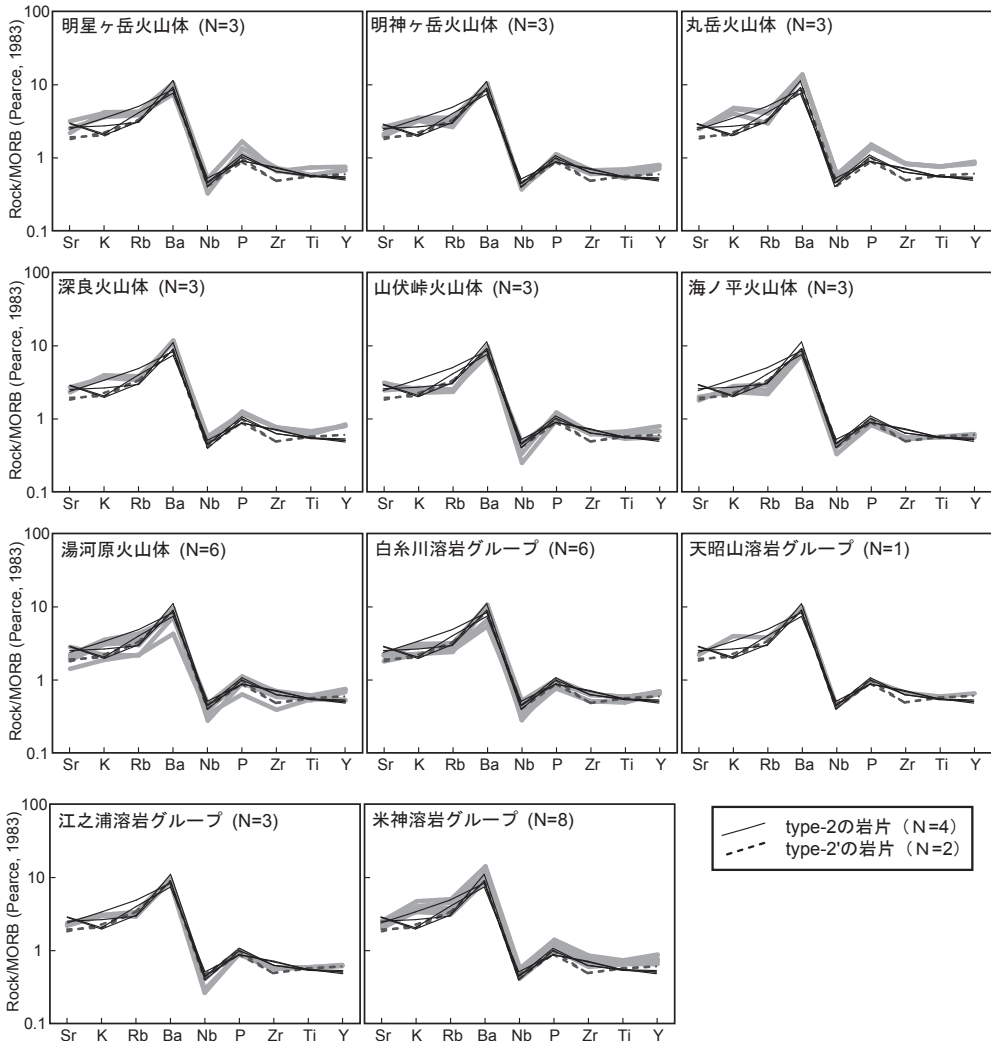 明星ヶ岳火山体 (N=3)
明神ヶ岳火山体 (N=3)
丸岳火山体 (N=3)
Rock/MORB (Pearce, 1983)
100
10
1
0.1
Sr K Rb Ba Nb P Zr Ti Y
Sr K Rb Ba Nb P Zr Ti Y
Sr K Rb Ba Nb P Zr Ti Y
深良火山体 (N=3)
山伏峠火山体 (N=3)
海ノ平火山体 (N=3)
Rock/MORB (Pearce, 1983)
100
10
1
0.1
Sr K Rb Ba Nb P Zr Ti Y
Sr K Rb Ba Nb P Zr Ti Y
Sr K Rb Ba Nb P Zr Ti Y
湯河原火山体 (N=6)
白糸川溶岩グループ (N=6)
天昭山溶岩グループ (N=1)
Rock/MORB (Pearce, 1983)
100
10
1
0.1
Sr K Rb Ba Nb P Zr Ti Y
Sr K Rb Ba Nb P Zr Ti Y
Sr K Rb Ba Nb P Zr Ti Y
江之浦溶岩グループ (N=3)
米神溶岩グループ (N=8)
Rock/MORB (Pearce, 1983)
100
10
1
0.1
Sr K Rb Ba Nb P Zr Ti Y
Sr K Rb Ba Nb P Zr Ti Y
type-2の岩片（N=4）
type-2'の岩片（N=2）